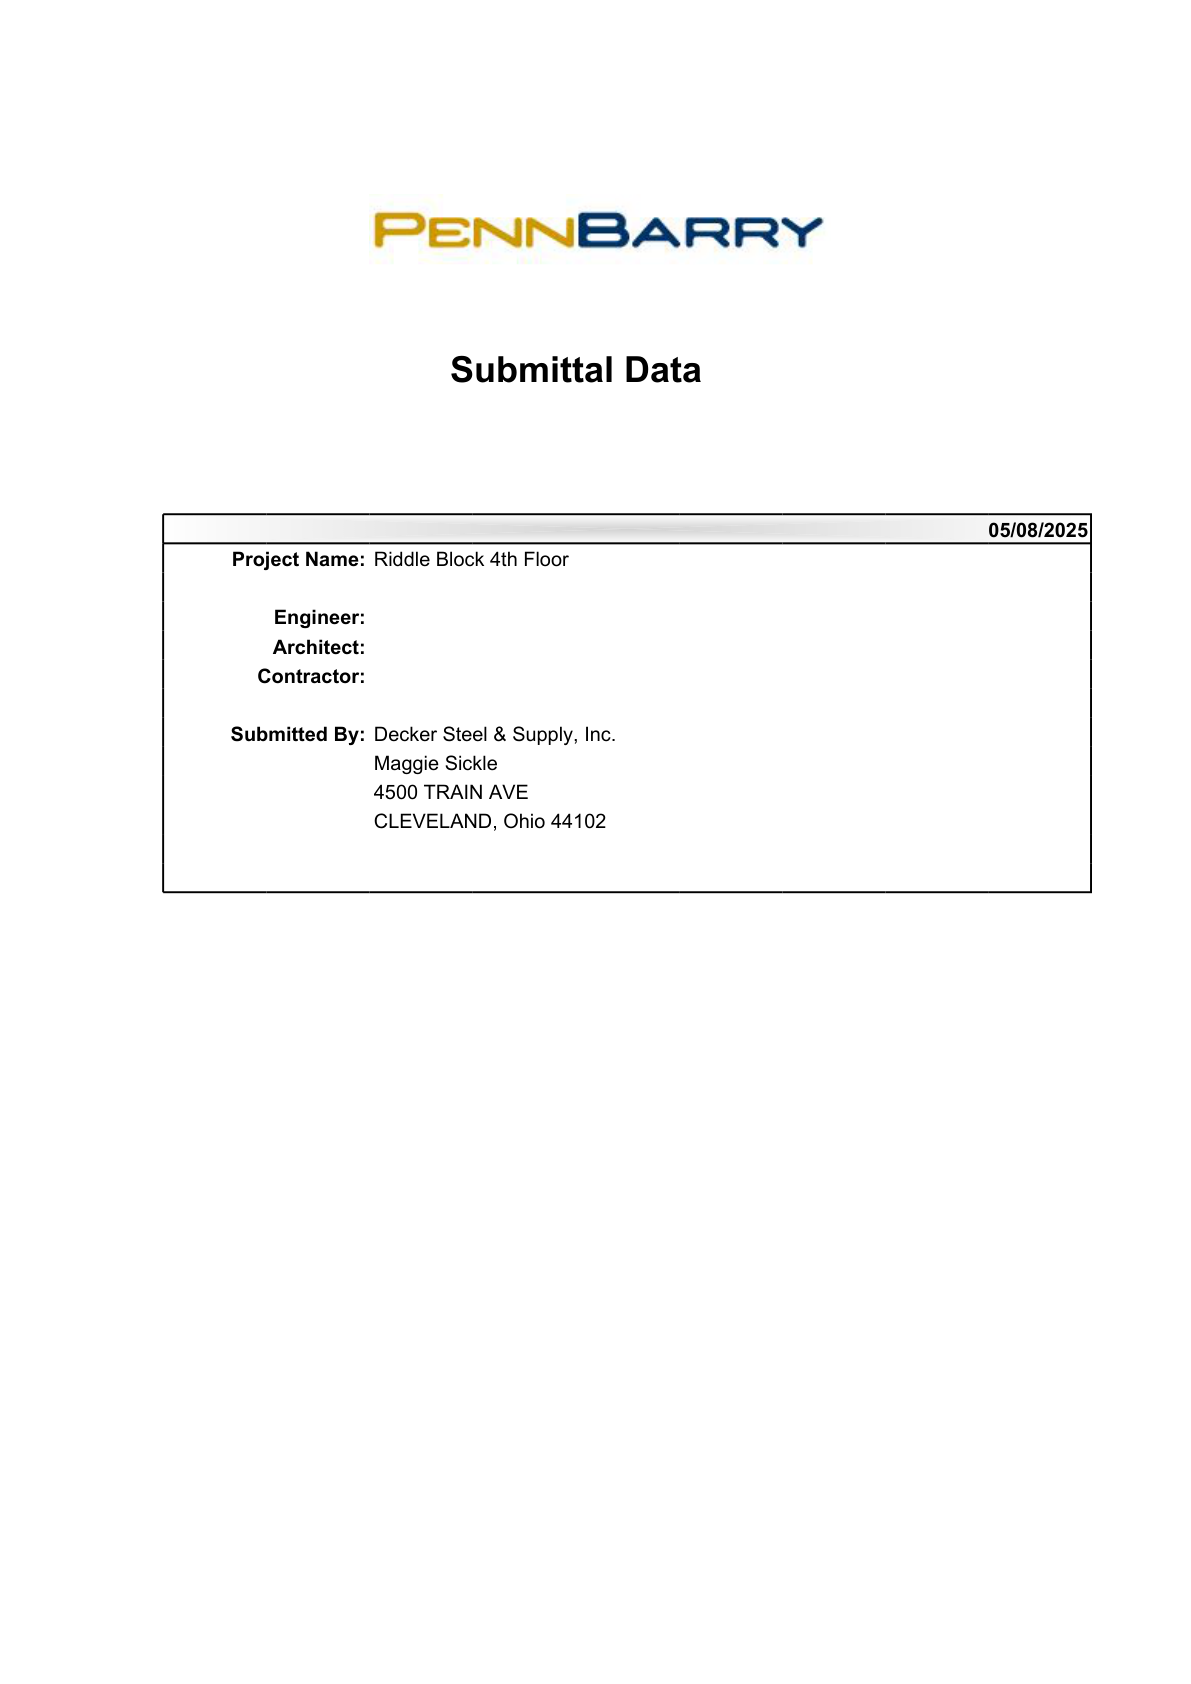 PENNBARRY
Submittal Data
05/08/2025
Project Name: Riddle Block 4th Floor
Engineer:
Architect:
Contractor:
Submitted By: Decker Steel & Supply, Inc.
Maggie Sickle
4500 TRAIN AVE
CLEVELAND, Ohio 44102